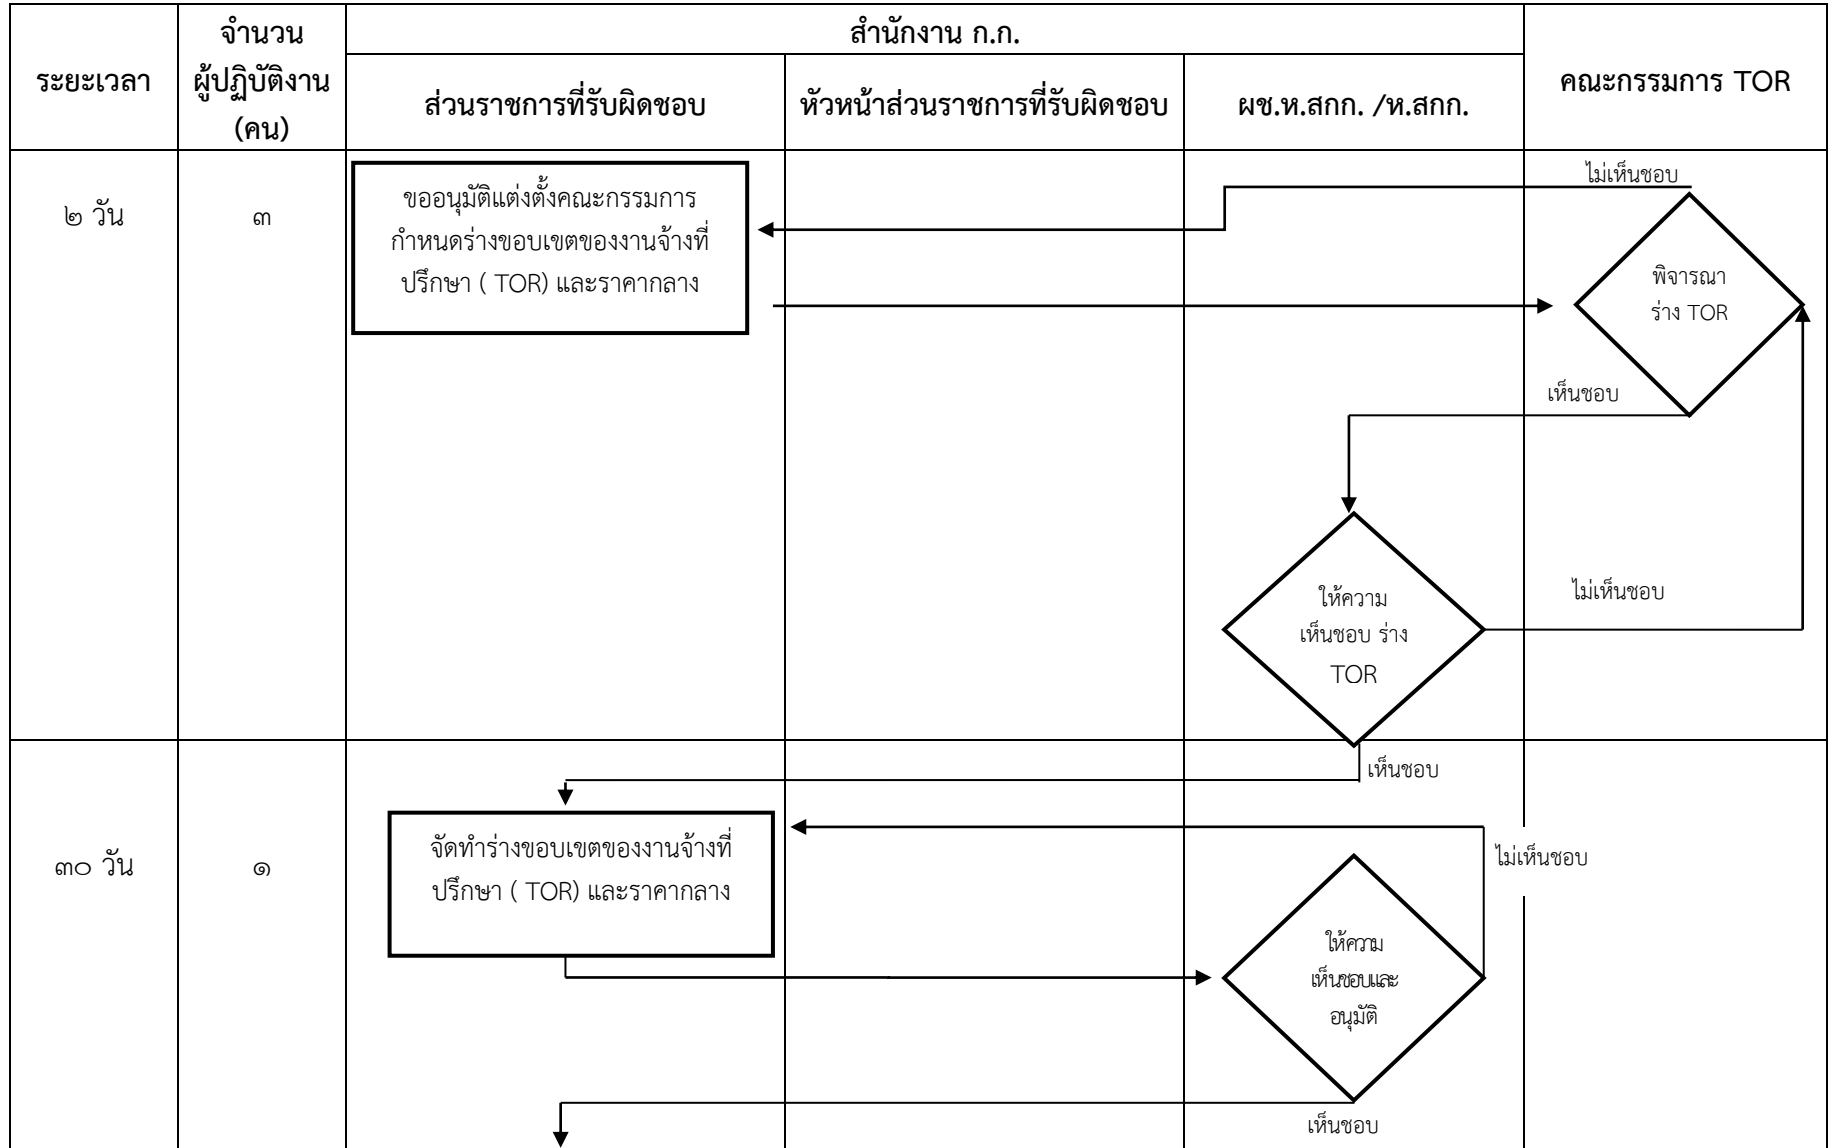 ระยะเวลา
จำนวน
ผู้ปฏิบัติงาน
(คน)
สำนักงาน ก.ก.
ส่วนราชการที่รับผิดชอบ
หัวหน้าส่วนราชการที่รับผิดชอบ
ผช.ห.สกก. /ห.สกก.
คณะกรรมการ TOR
๒ วัน
๓
ขออนุมัติแต่งตั้งคณะกรรมการ
กำหนดร่างขอบเขตของงานจ้างที่
ปรึกษา ( TOR) และราคากลาง
ไม่เห็นชอบ
พิจารณา
ร่าง TOR
เห็นชอบ
ให้ความ
เห็นชอบ ร่าง
TOR
ไม่เห็นชอบ
เห็นชอบ
๓๐ วัน
๑
จัดทำร่างขอบเขตของงานจ้างที่
ปรึกษา ( TOR) และราคากลาง
ไม่เห็นชอบ
ให้ความ
เห็นชอบและ
อนุมัติ
เห็นชอบ